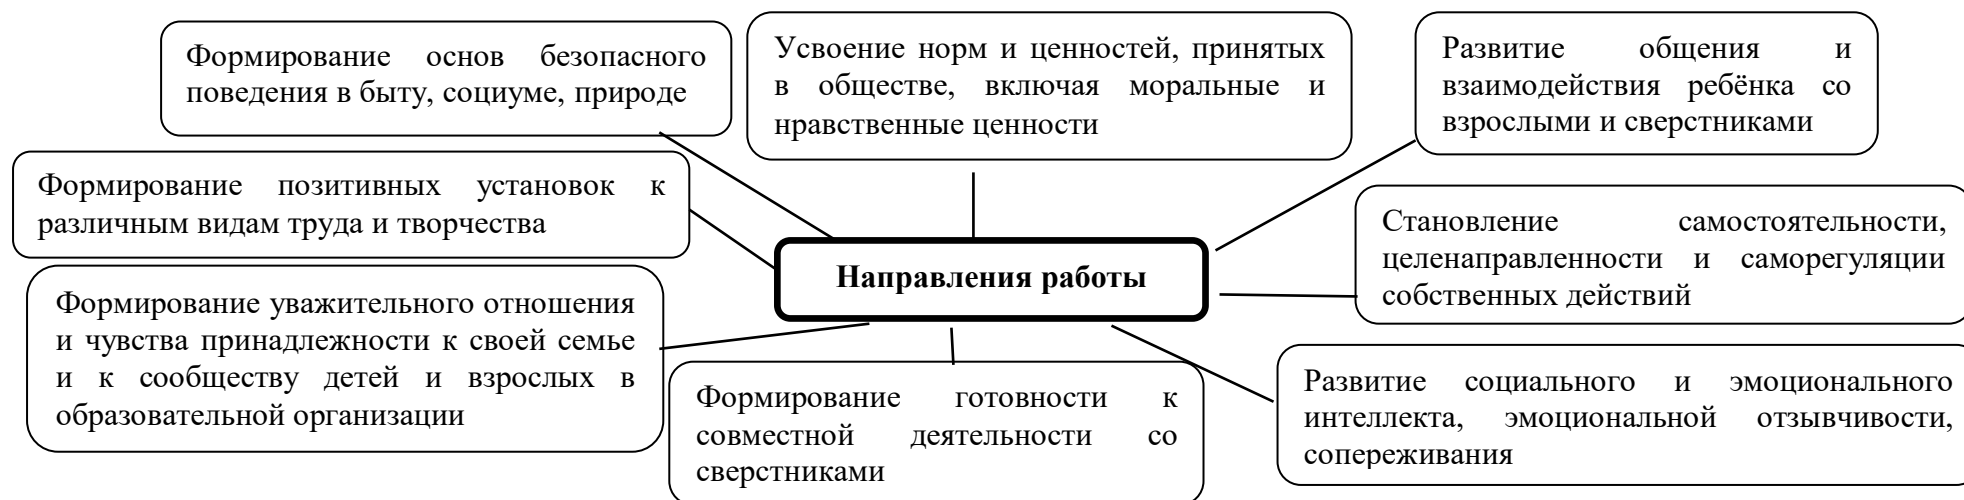 Формирование основ безопасного
поведения в быту, социуме, природе
Усвоение норм и ценностей, принятых
в обществе, включая моральные и
нравственные ценности
Развитие общения и
взаимодействия ребёнка со
взрослыми и сверстниками
Формирование позитивных установок к
различным видам труда и творчества
Становление самостоятельности,
целенаправленности и саморегуляции
собственных действий
Направления работы
Формирование уважительного отношения
и чувства принадлежности к своей семье
и к сообществу детей и взрослых в
образовательной организации
Формирование готовности к
совместной деятельности со
сверстниками
Развитие социального и эмоционального
интеллекта, эмоциональной отзывчивости,
сопереживания